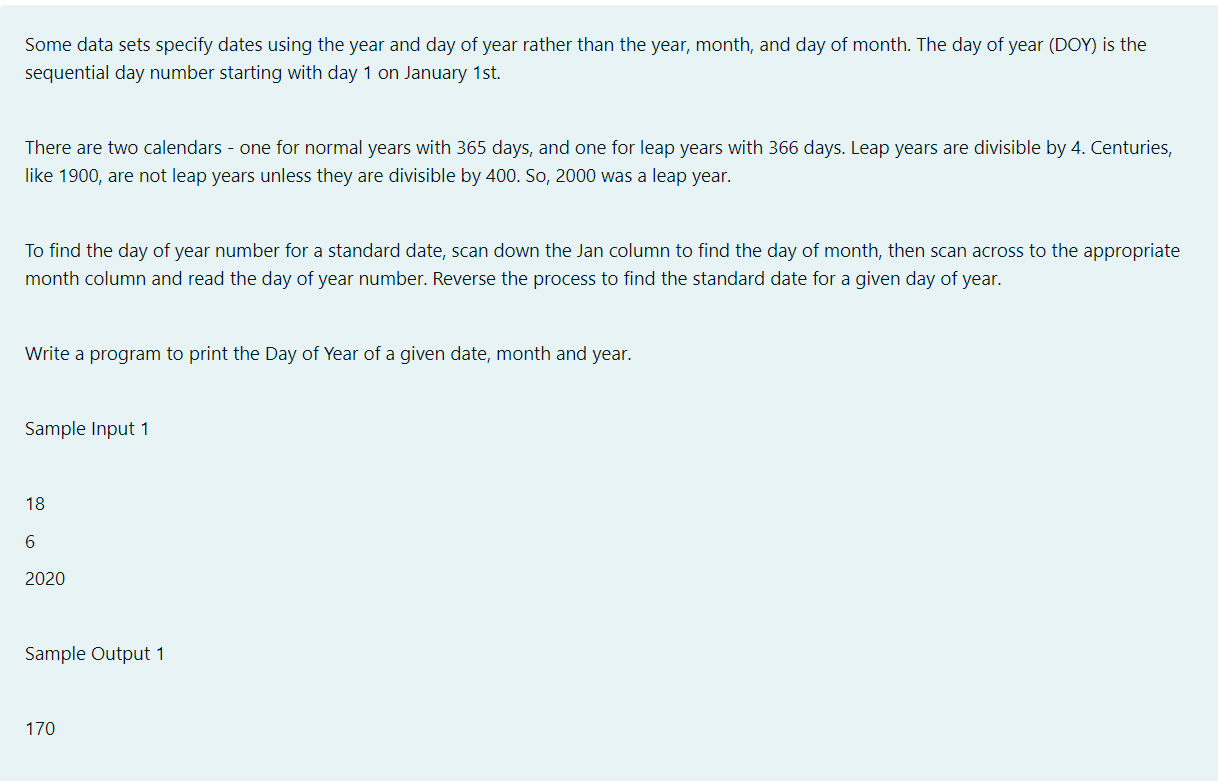 Some data sets specify dates using the year and day of year rather than the year, month, and day of month. The day of year (DOY) is the
sequential day number starting with day 1 on January 1st.
There are two calendars - one for normal years with 365 days, and one for leap years with 366 days. Leap years are divisible by 4. Centuries,
like 1900, are not leap years unless they are divisible by 400. So, 2000 was a leap year.
To find the day of year number for a standard date, scan down the Jan column to find the day of month, then scan across to the appropriate
month column and read the day of year number. Reverse the process to find the standard date for a given day of year.
Write a program to print the Day of Year of a given date, month and year.
Sample Input 1
18
6
2020
Sample Output 1
170